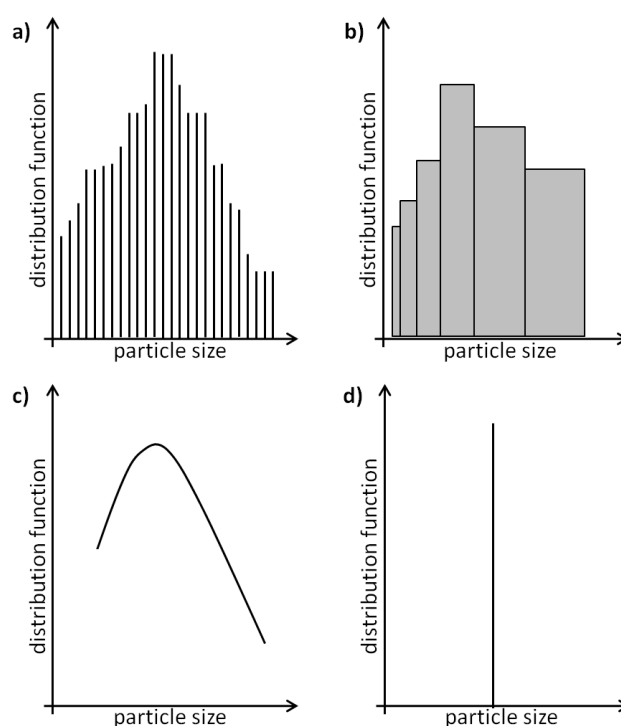 a)
distribution function
particle size
b)
distribution function
particle size
c)
distribution function
particle size
d)
distribution function
particle size